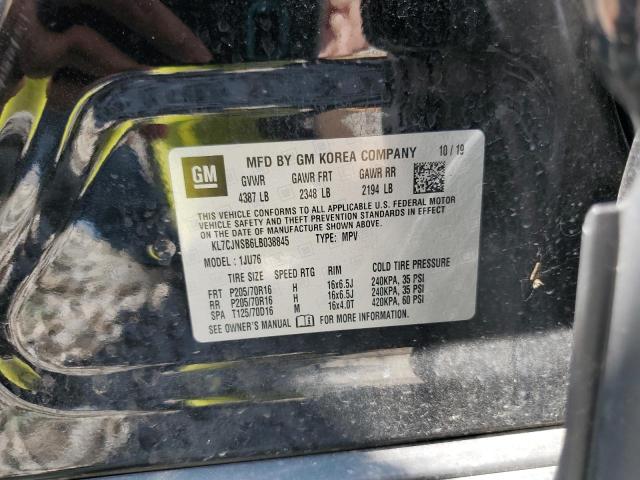 GM
MFD BY GM KOREA COMPANY 10/19
GVWR GAWR FRT GAWR RR
4387 LB 2348 LB 2194 LB
THIS VEHICLE CONFORMS TO ALL APPLICABLE U.S. FEDERAL MOTOR
VEHICLE SAFETY AND THEFT PREVENTION STANDARDS IN EFFECT
ON THE DATE OF MANUFACTURE SHOWN ABOVE.
KL7CJNSB6LB038845 TYPE: MPV
MODEL: 1JU76
TIRE SIZE SPEED RTG RIM COLD TIRE PRESSURE
FRT P205/70R16 H 16x6.5J 240KPA, 35 PSI
RR P205/70R16 H 16x6.5J 240KPA, 35 PSI
SPA T125/70D16 M 16x4.0T 420KPA, 60 PSI
SEE OWNER'S MANUAL FOR MORE INFORMATION.